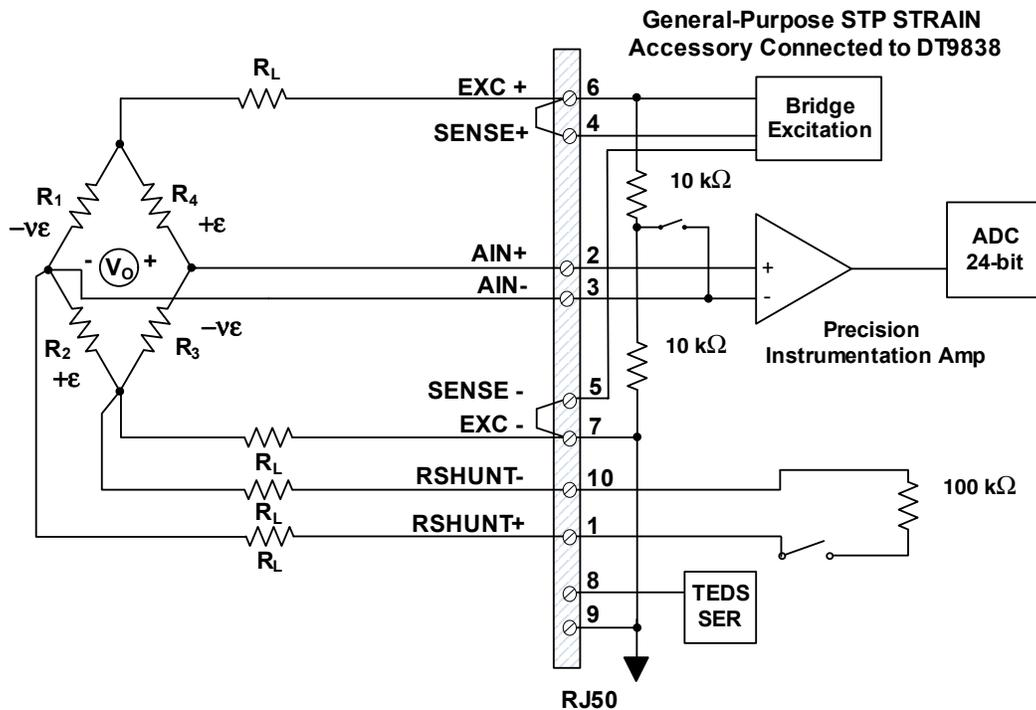 General-Purpose STP STRAIN
Accessory Connected to DT9838
RL
EXC +
6
Bridge
Excitation
SENSE+
4
R1
R4
10 kΩ
−νε
+ε
- VO +
AIN+
2
+
ADC
24-bit
AIN-
3
-
−νε
R2
R3
10 kΩ
Precision
Instrumentation Amp
+ε
SENSE -
5
EXC -
7
RL
RSHUNT-
10
100 kΩ
RL
RSHUNT+
1
RL
8
TEDS
SER
9
RJ50